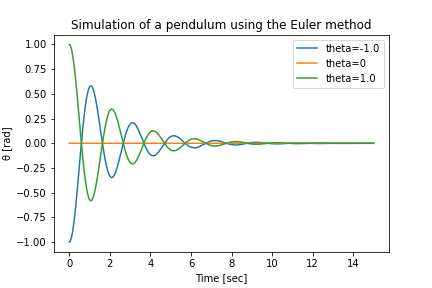 Simulation of a pendulum using the Euler method
theta=-1.0
theta=0
theta=1.0
1.00
0.75
0.50
0.25
0.00
−0.25
−0.50
−0.75
−1.00
θ [rad]
0 2 4 6 8 10 12 14
Time [sec]